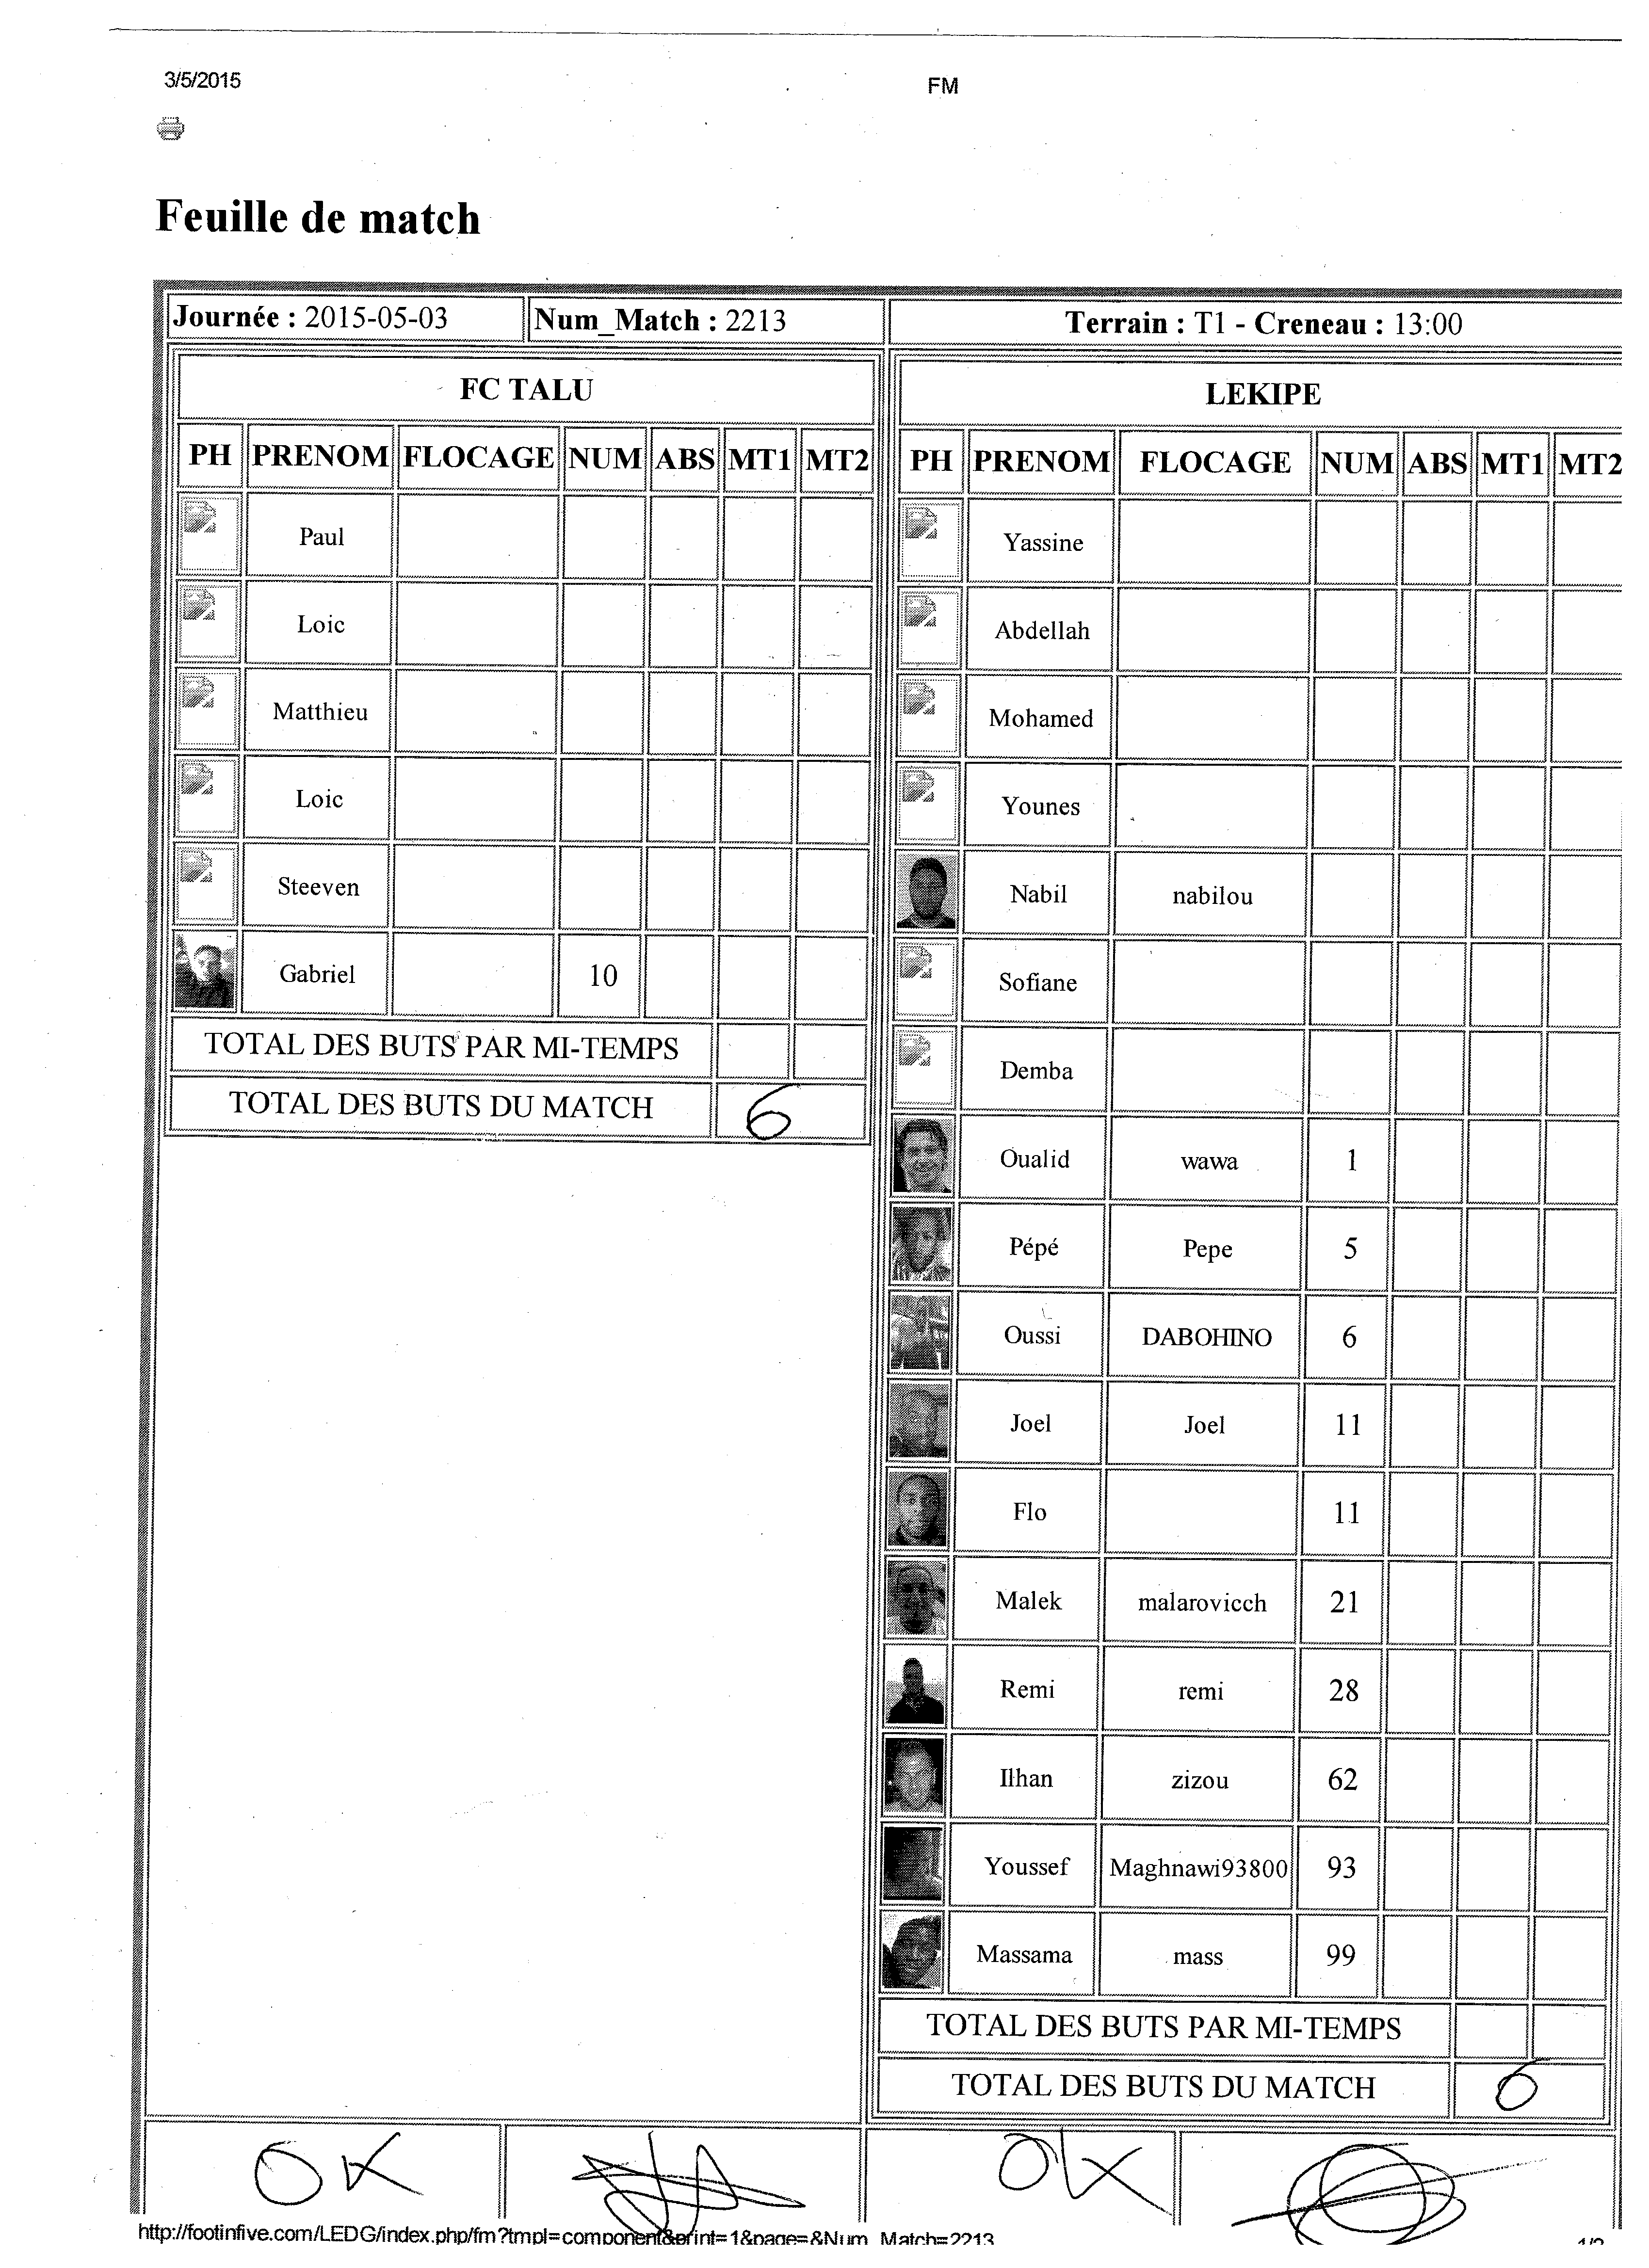 3/5/2015 FM
Feuille de match
Journée : 2015-05-03 Num_Match : 2213 Terrain : T1 - Creneau : 13:00
FC TALU
PH PRENOM FLOCAGE NUM ABS MT1 MT2
Paul
Loic
Matthieu
Loic
Steeven
Gabriel 10
TOTAL DES BUTS PAR MI-TEMPS
TOTAL DES BUTS DU MATCH 6
LEKIPE
PH PRENOM FLOCAGE NUM ABS MT1 MT2
Yassine
Abdellah
Mohamed
Younes
Nabil nabilou
Sofiane
Demba
Oualid wawa 1
Pépé Pepe 5
Oussi DABOHINO 6
Joel Joel 11
Flo 11
Malek malarovicch 21
Remi remi 28
Ilhan zizou 62
Youssef Maghnawi93800 93
Massama mass 99
TOTAL DES BUTS PAR MI-TEMPS
TOTAL DES BUTS DU MATCH 6
OK OK
http://footinfive.com/LEDG/index.php/fm?tmpl=component&print=1&page=&Num_Match=2213 1/2